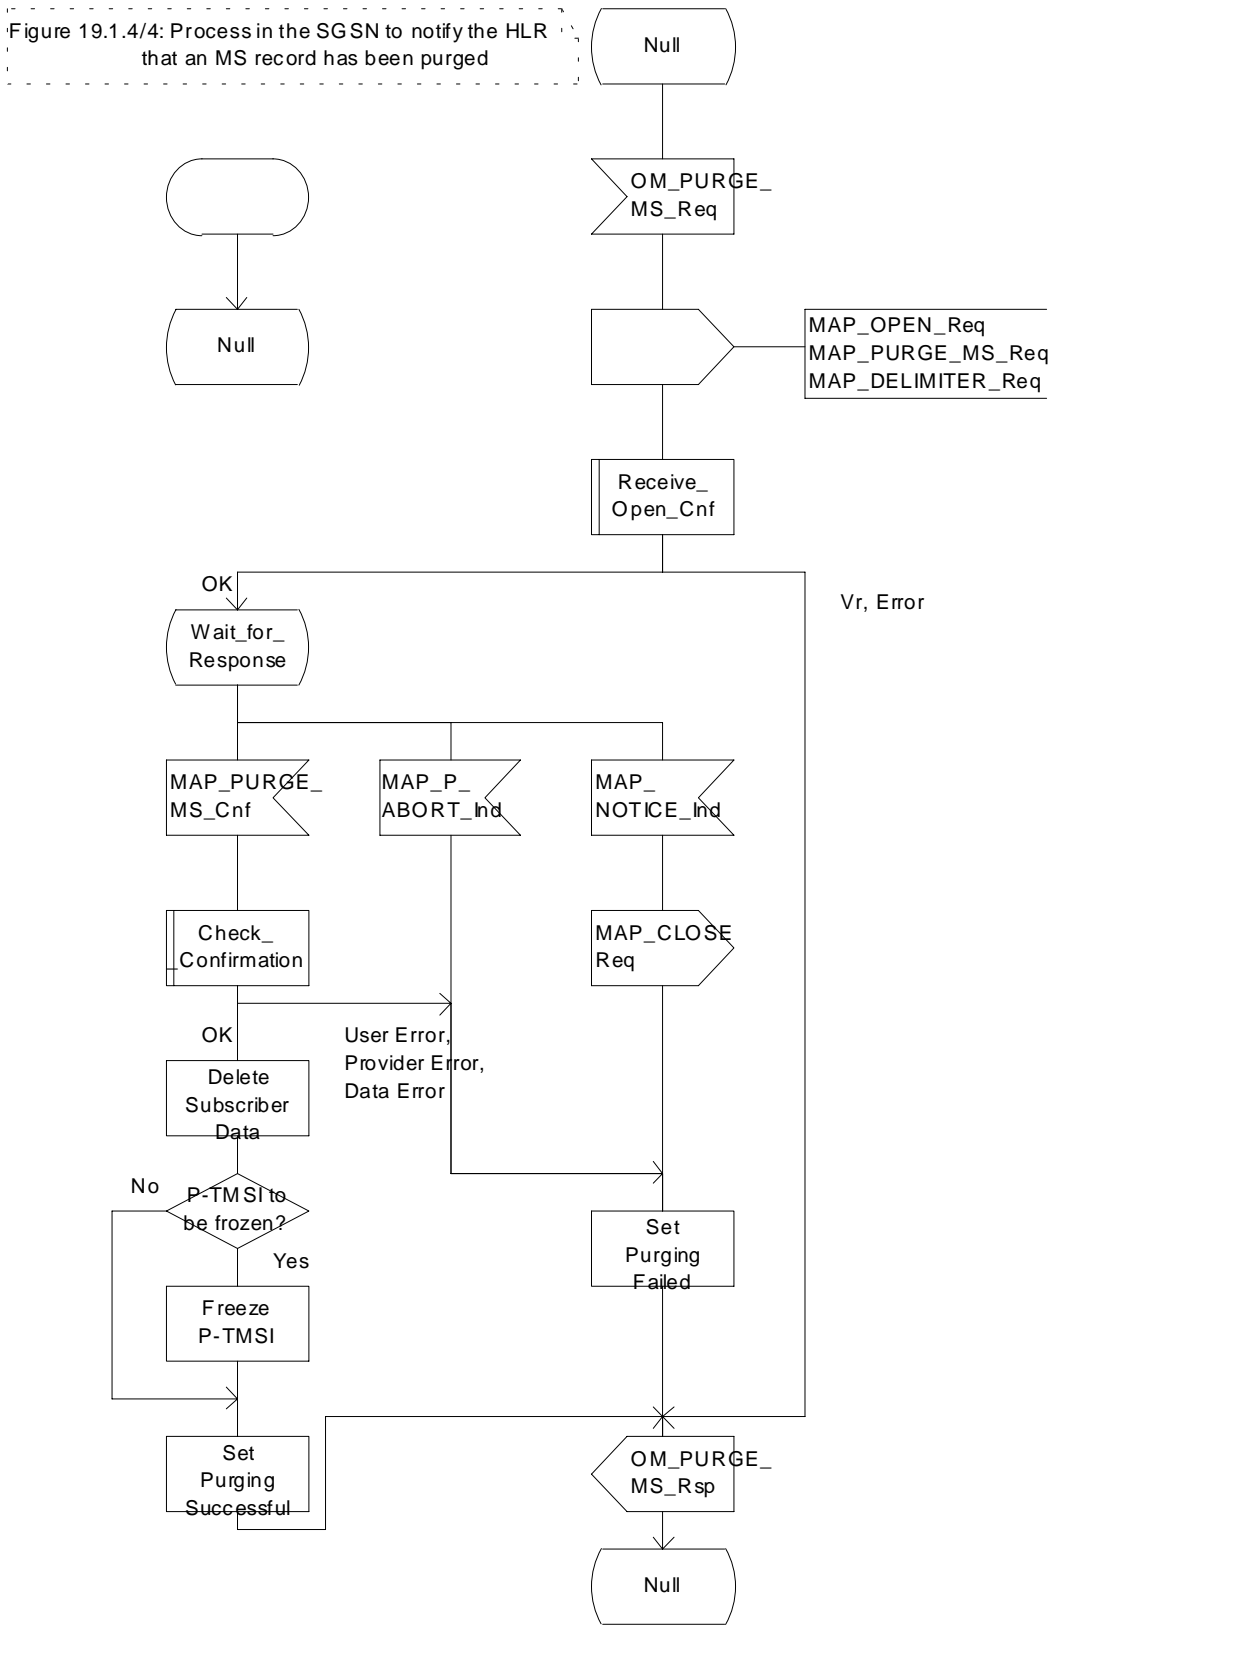 Figure 19.1.4/4: Process in the SGSN to notify the HLR
that an MS record has been purged
Null
OM_PURGE_
MS_Req
Null
MAP_OPEN_Req
MAP_PURGE_MS_Req
MAP_DELIMITER_Req
Receive_
Open_Cnf
OK
Vr, Error
Wait_for_
Response
MAP_PURGE_
MS_Cnf
MAP_P_
ABORT_Ind
MAP_
NOTICE_Ind
Check_
_Confirmation
MAP_CLOSE
Req
OK
User Error,
Provider Error,
Data Error
Delete
Subscriber
Data
No
P-TMSI to
be frozen?
Yes
Set
Purging
Failed
Freeze
P-TMSI
Set
Purging
Successful
OM_PURGE_
MS_Rsp
Null